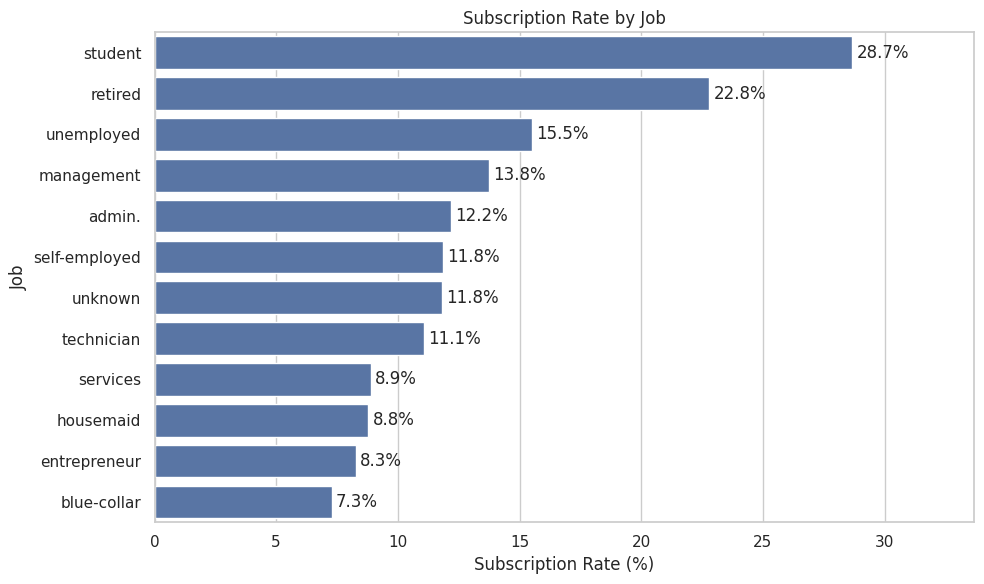 Subscription Rate by Job
Job
student 28.7%
retired 22.8%
unemployed 15.5%
management 13.8%
admin. 12.2%
self-employed 11.8%
unknown 11.8%
technician 11.1%
services 8.9%
housemaid 8.8%
entrepreneur 8.3%
blue-collar 7.3%
0 5 10 15 20 25 30
Subscription Rate (%)